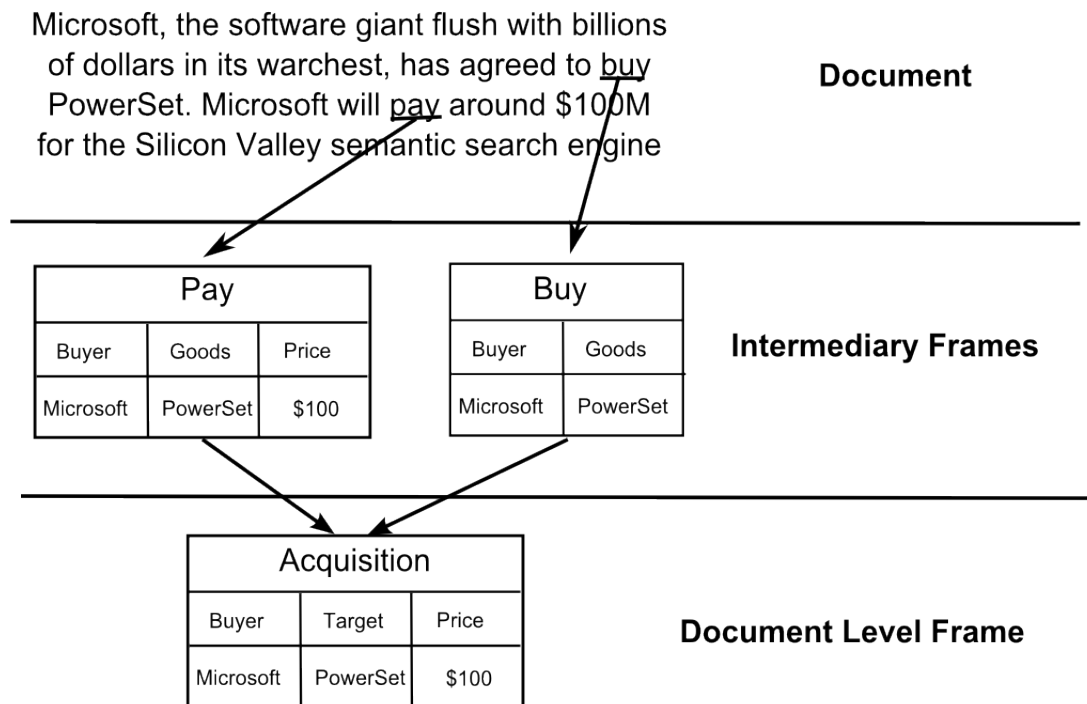 Microsoft, the software giant flush with billions
of dollars in its warchest, has agreed to buy
PowerSet. Microsoft will pay around $100M
for the Silicon Valley semantic search engine
Document
Pay
Buyer Goods Price
Microsoft PowerSet $100
Buy
Buyer Goods
Microsoft PowerSet
Intermediary Frames
Acquisition
Buyer Target Price
Microsoft PowerSet $100
Document Level Frame